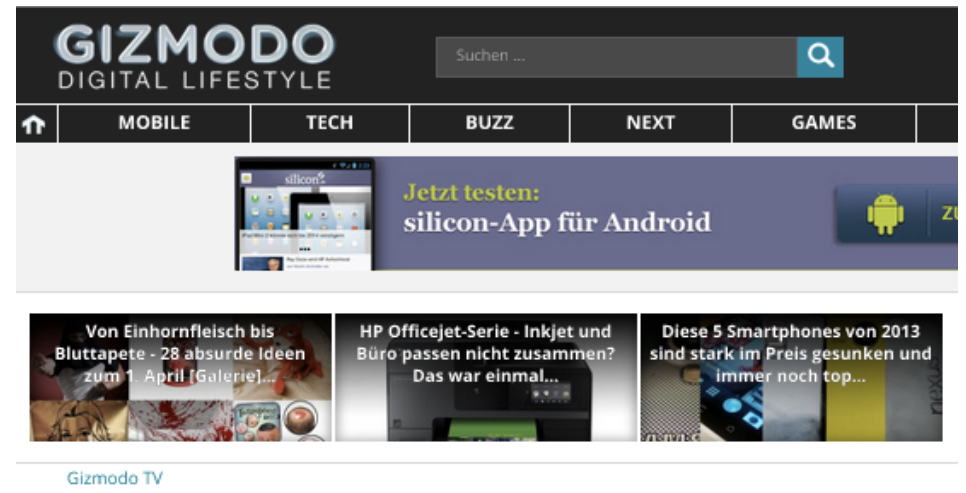 GIZMODO
DIGITAL LIFESTYLE
Suchen ...
MOBILE
TECH
BUZZ
NEXT
GAMES
silicon
Jetzt testen:
silicon-App für Android
ZU
Von Einhornfleisch bis
Bluttapete - 28 absurde Ideen
zum 1. April [Galerie]...
HP Officejet-Serie - Inkjet und
Büro passen nicht zusammen?
Das war einmal...
Diese 5 Smartphones von 2013
sind stark im Preis gesunken und
immer noch top...
nexus
Gizmodo TV